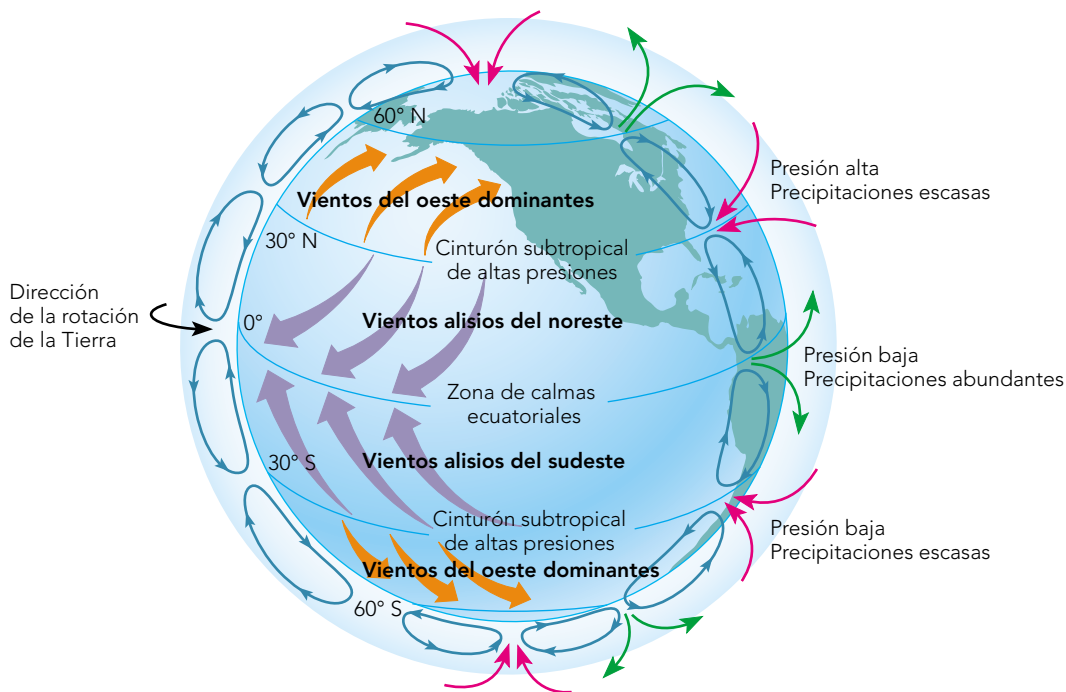 60° N
Presión alta
Precipitaciones escasas
Vientos del oeste dominantes
30° N
Cinturón subtropical
de altas presiones
Dirección
de la rotación
de la Tierra
0°
Vientos alisios del noreste
Presión baja
Precipitaciones abundantes
Zona de calmas
ecuatoriales
30° S
Vientos alisios del sudeste
Cinturón subtropical
de altas presiones
Presión baja
Precipitaciones escasas
Vientos del oeste dominantes
60° S